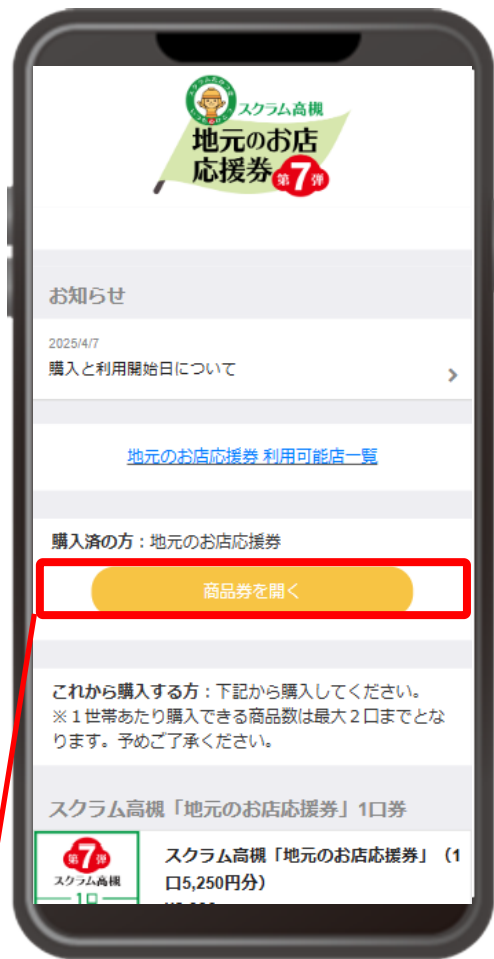 スクラム高槻
地元のお店
応援券 第7弾
お知らせ
2025/4/7
購入と利用開始日について
地元のお店応援券 利用可能店一覧
購入済の方：地元のお店応援券
商品券を開く
これから購入する方：下記から購入してください。
※１世帯あたり購入できる商品数は最大２口までとな
ります。予めご了承ください。
スクラム高槻「地元のお店応援券」1口券
第7弾
スクラム高槻
1口
スクラム高槻「地元のお店応援券」（1
口5,250円分）